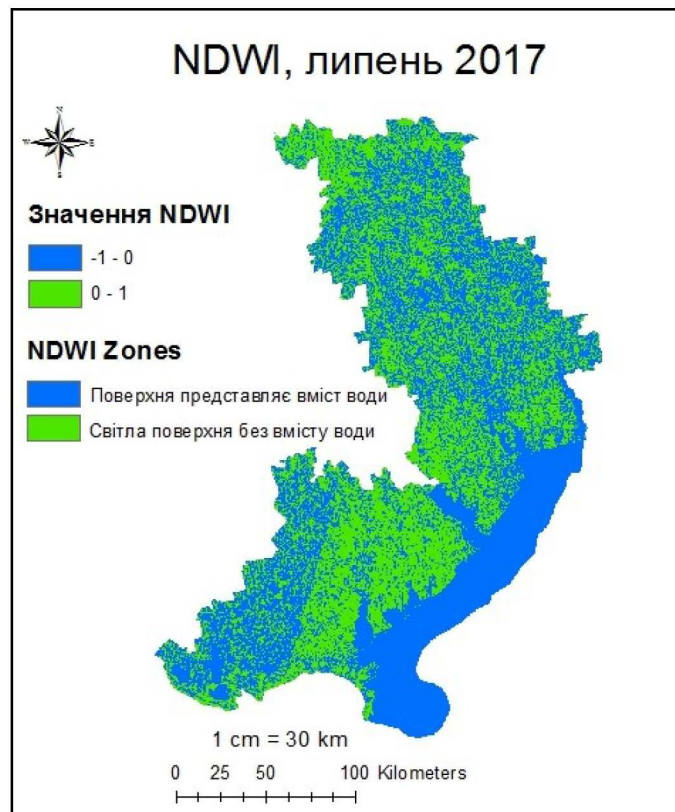 NDWI, липень 2017
N
W E
S
Значення NDWI
-1 - 0
0 - 1
NDWI Zones
Поверхня представляє вміст води
Світла поверхня без вмісту води
1 cm = 30 km
0 25 50 100 Kilometers